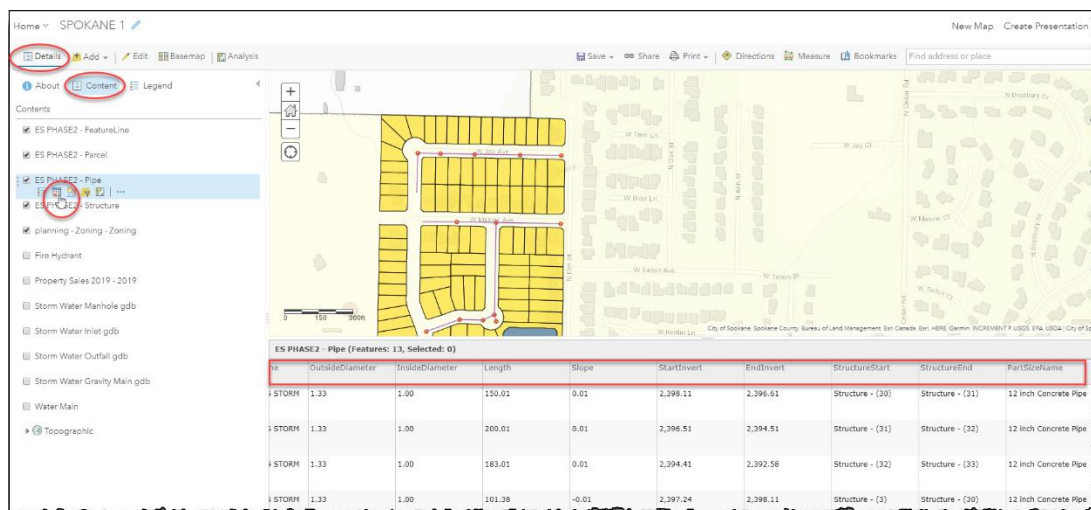 Home SPOKANE 1 New Map Create Presentation
Details Add Edit Basemap Analysis Save Share Print Directions Measure Bookmarks Find address or place
About Content Legend
Contents
ES PHASE2 - FeatureLine
ES PHASE2 - Parcel
ES PHASE2 - Pipe
ES PHASE2 - Structure
planning - Zoning - Zoning
Fire Hydrant
Property Sales 2019 - 2019
Storm Water Manhole gdb
Storm Water Inlet gdb
Storm Water Outfall gdb
Storm Water Gravity Main gdb
Water Main
Topographic
W Jay Ave
W Jay Ct
N Elm St
0 150 300ft
ES PHASE2 - Pipe (Features: 13, Selected: 0)
OutsideDiameter InsideDiameter Length Slope StartInvert EndInvert StructureStart StructureEnd PartSizeName
STORM 1.33 1.00 150.01 0.01 2,398.11 2,396.61 Structure - (30) Structure - (31) 12 inch Concrete Pipe
STORM 1.33 1.00 200.01 0.01 2,396.51 2,394.51 Structure - (31) Structure - (32) 12 inch Concrete Pipe
STORM 1.33 1.00 183.01 0.01 2,394.41 2,392.58 Structure - (32) Structure - (33) 12 inch Concrete Pipe
STORM 1.33 1.00 101.38 -0.01 2,397.24 2,398.11 Structure - (3) Structure - (30) 12 inch Concrete Pipe